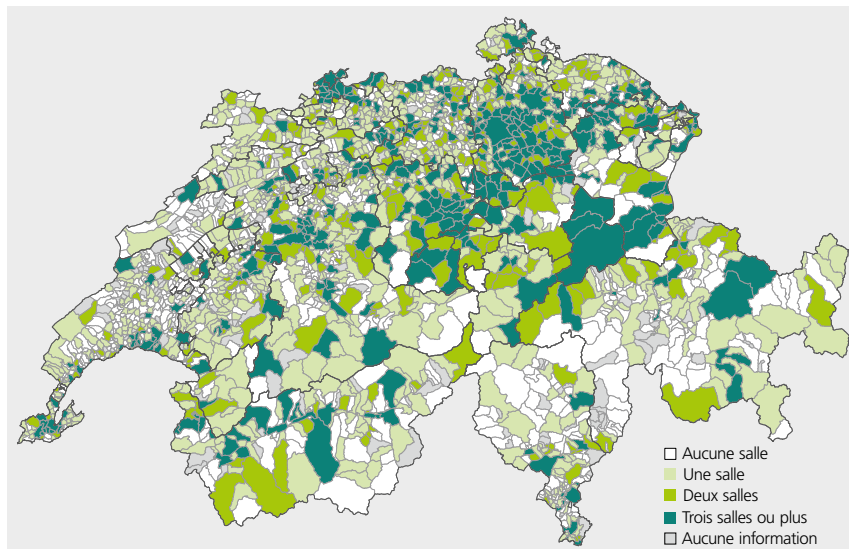 Aucune salle
Une salle
Deux salles
Trois salles ou plus
Aucune information